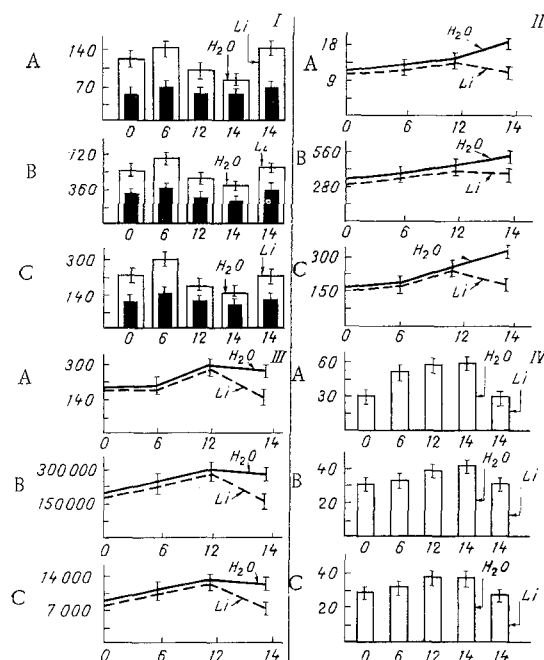 I
A
140
70
H₂O
Li
0 6 12 14 14
B
720
360
H₂O
Li
0 6 12 14 14
C
300
140
H₂O
Li
0 6 12 14 14
III
A
300
140
H₂O
Li
0 6 12 14
B
300 000
150 000
H₂O
Li
0 6 12 14
C
14 000
7 000
H₂O
Li
0 6 12 14
II
A
18
9
H₂O
Li
0 6 12 14
B
560
280
H₂O
Li
0 6 12 14
C
300
150
H₂O
Li
0 6 12 14
IV
A
60
30
H₂O
Li
0 6 12 14 14
B
40
20
H₂O
Li
0 6 12 14 14
C
40
20
H₂O
Li
0 6 12 14 14